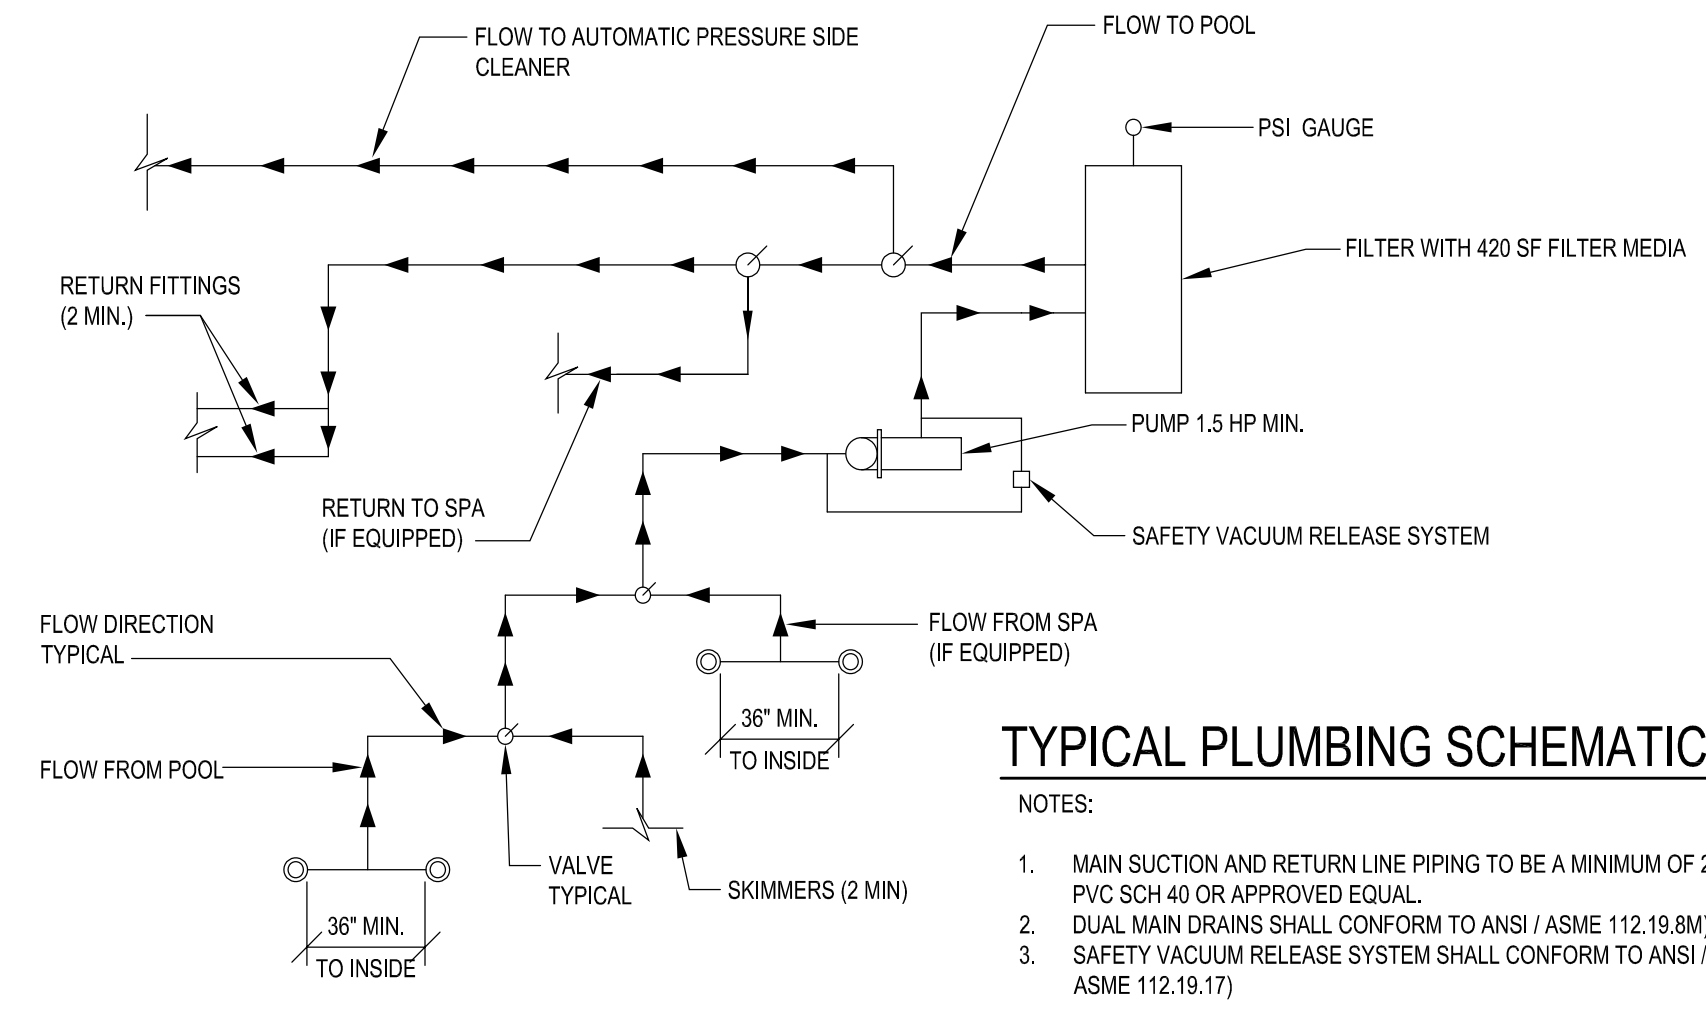 FLOW TO AUTOMATIC PRESSURE SIDE
CLEANER
FLOW TO POOL
PSI GAUGE
FILTER WITH 420 SF FILTER MEDIA
RETURN FITTINGS
(2 MIN.)
PUMP 1.5 HP MIN.
RETURN TO SPA
(IF EQUIPPED)
SAFETY VACUUM RELEASE SYSTEM
FLOW DIRECTION
TYPICAL
FLOW FROM SPA
(IF EQUIPPED)
36" MIN.
TO INSIDE
FLOW FROM POOL
VALVE
TYPICAL
SKIMMERS (2 MIN)
36" MIN.
TO INSIDE
TYPICAL PLUMBING SCHEMATIC
NOTES:
1. MAIN SUCTION AND RETURN LINE PIPING TO BE A MINIMUM OF 2
PVC SCH 40 OR APPROVED EQUAL.
2. DUAL MAIN DRAINS SHALL CONFORM TO ANSI / ASME 112.19.8M)
3. SAFETY VACUUM RELEASE SYSTEM SHALL CONFORM TO ANSI /
ASME 112.19.17)